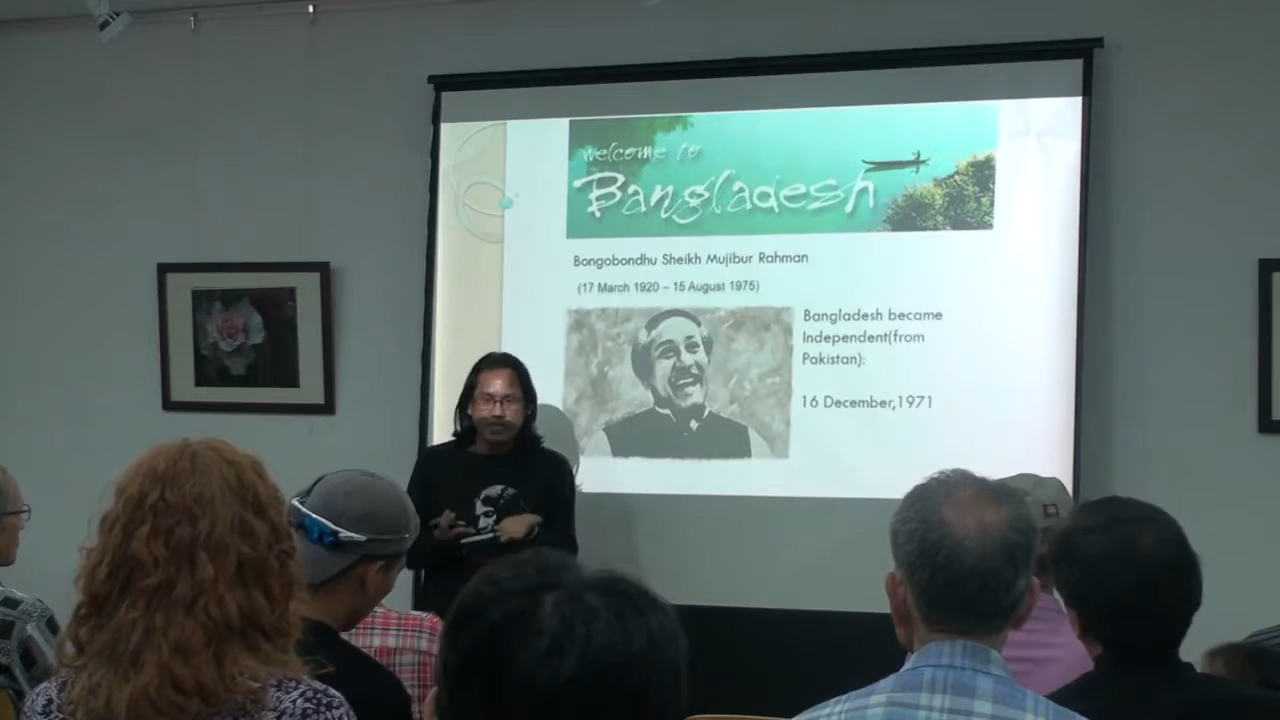 welcome to
Bangladesh
Bongobondhu Sheikh Mujibur Rahman
(17 March 1920 – 15 August 1975)
Bangladesh became
Independent(from
Pakistan):
16 December,1971